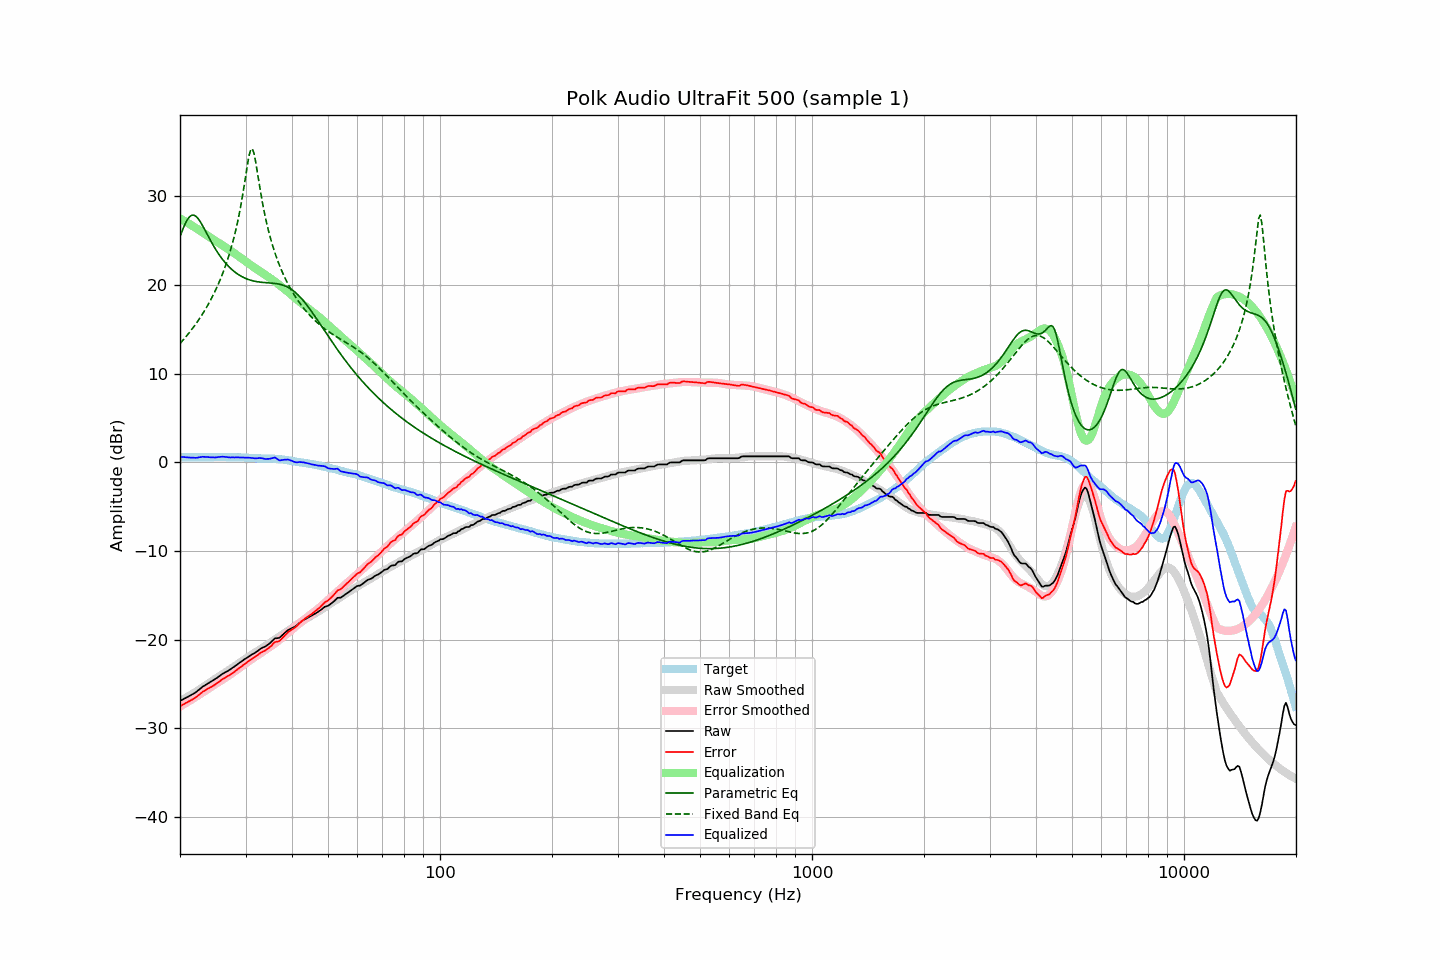 Polk Audio UltraFit 500 (sample 1)
Amplitude (dBr)
30
20
10
0
−10
−20
−30
−40
Target
Raw Smoothed
Error Smoothed
Raw
Error
Equalization
Parametric Eq
Fixed Band Eq
Equalized
100
1000
10000
Frequency (Hz)